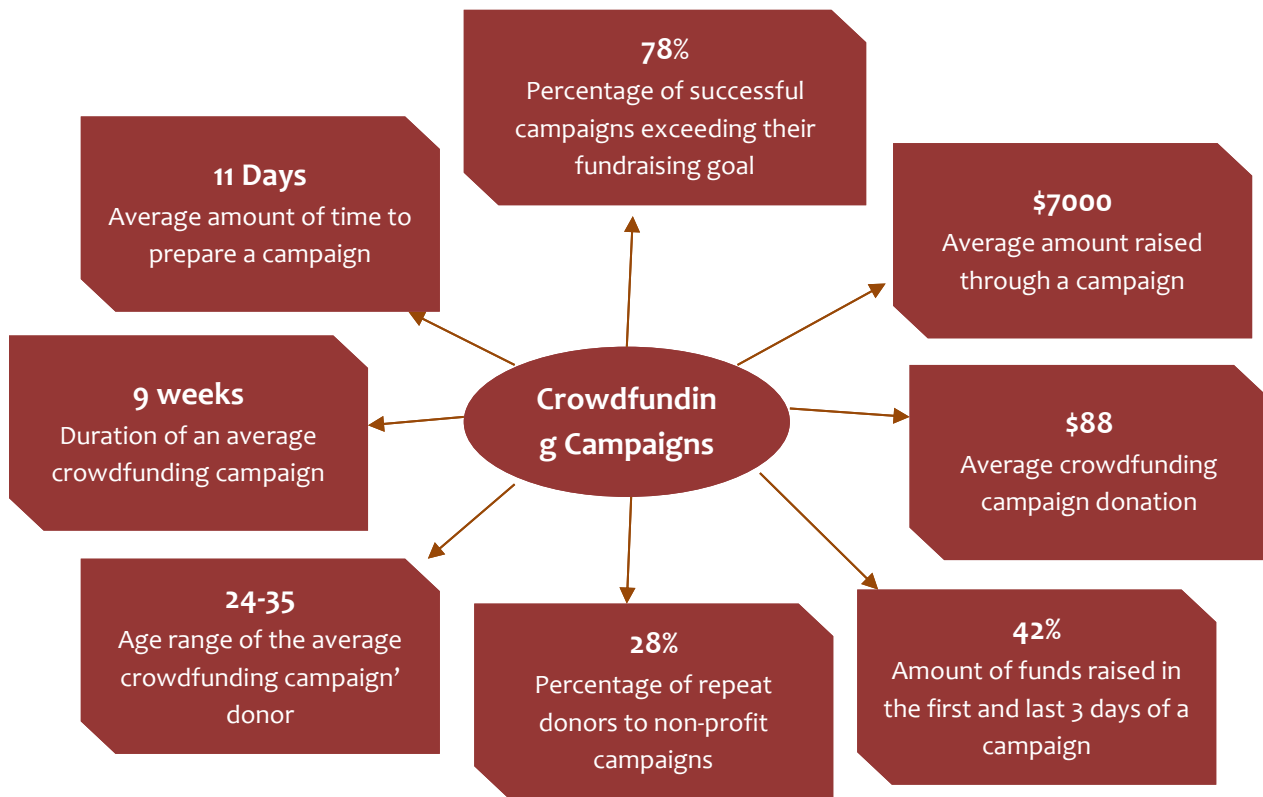 78%
Percentage of successful
campaigns exceeding their
fundraising goal
11 Days
Average amount of time to
prepare a campaign
$7000
Average amount raised
through a campaign
9 weeks
Duration of an average
crowdfunding campaign
Crowdfundin
g Campaigns
$88
Average crowdfunding
campaign donation
24-35
Age range of the average
crowdfunding campaign’
donor
28%
Percentage of repeat
donors to non-profit
campaigns
42%
Amount of funds raised in
the first and last 3 days of a
campaign